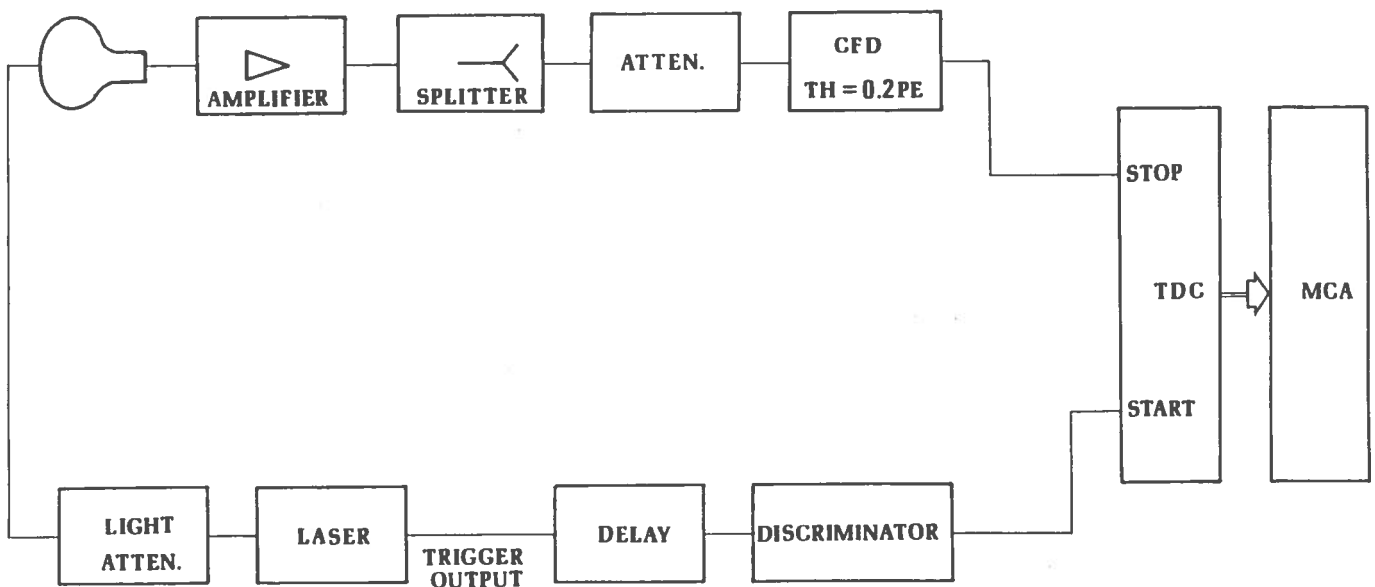 AMPLIFIER
SPLITTER
ATTEN.
CFD
TH = 0.2PE
STOP
TDC
MCA
START
LIGHT
ATTEN.
LASER
TRIGGER
OUTPUT
DELAY
DISCRIMINATOR